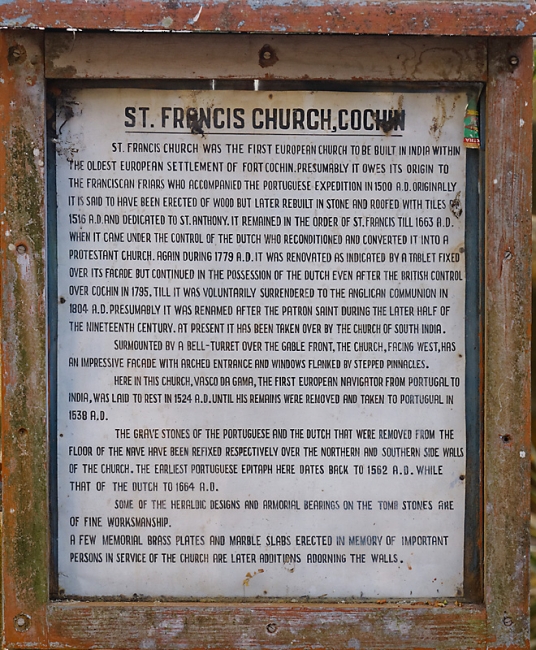 ST. FRANCIS CHURCH,COCHIN
ST. FRANCIS CHURCH WAS THE FIRST EUROPEAN CHURCH TO BE BUILT IN INDIA WITHIN
THE OLDEST EUROPEAN SETTLEMENT OF FORT COCHIN. PRESUMABLY IT OWES ITS ORIGIN TO
THE FRANCISCAN FRIARS WHO ACCOMPANIED THE PORTUGUESE EXPEDITION IN 1500 A.D. ORIGINALLY
IT IS SAID TO HAVE BEEN ERECTED OF WOOD BUT LATER REBUILT IN STONE AND ROOFED WITH TILES
1516 A.D AND DEDICATED TO ST. ANTHONY. IT REMAINED IN THE ORDER OF ST. FRANCIS TILL 1663 A.D.
WHEN IT CAME UNDER THE CONTROL OF THE DUTCH WHO RECONDITIONED AND CONVERTED IT INTO A
PROTESTANT CHURCH. AGAIN DURING 1779 A.D. IT WAS RENOVATED AS INDICATED BY A TABLET FIXED
OVER ITS FACADE BUT CONTINUED IN THE POSSESSION OF THE DUTCH EVEN AFTER THE BRITISH CONTROL
OVER COCHIN IN 1795. TILL IT WAS VOLUNTARILY SURRENDERED TO THE ANGLICAN COMMUNION IN
1804 A.D. PRESUMABLY IT WAS RENAMED AFTER THE PATRON SAINT DURING THE LATER HALF OF
THE NINETEENTH CENTURY. AT PRESENT IT HAS BEEN TAKEN OVER BY THE CHURCH OF SOUTH INDIA.
SURMOUNTED BY A BELL-TURRET OVER THE GABLE FRONT, THE CHURCH, FACING WEST, HAS
AN IMPRESSIVE FACADE WITH ARCHED ENTRANCE AND WINDOWS FLANKED BY STEPPED PINNACLES.
HERE IN THIS CHURCH, VASCO DA GAMA, THE FIRST EUROPEAN NAVIGATOR FROM PORTUGAL TO
INDIA, WAS LAID TO REST IN 1524 A.D. UNTIL HIS REMAINS WERE REMOVED AND TAKEN TO PORTUGUAL IN
1538 A.D.
THE GRAVE STONES OF THE PORTUGUESE AND THE DUTCH THAT WERE REMOVED FROM THE
FLOOR OF THE NAVE HAVE BEEN REFIXED RESPECTIVELY OVER THE NORTHERN AND SOUTHERN SIDE WALLS
OF THE CHURCH. THE EARLIEST PORTUGUESE EPITAPH HERE DATES BACK TO 1562 A.D. WHILE
THAT OF THE DUTCH TO 1664 A.D.
SOME OF THE HERALDIC DESIGNS AND ARMORIAL BEARINGS ON THE TOMB STONES ARE
OF FINE WORKSMANSHIP.
A FEW MEMORIAL BRASS PLATES AND MARBLE SLABS ERECTED IN MEMORY OF IMPORTANT
PERSONS IN SERVICE OF THE CHURCH ARE LATER ADDITIONS ADORNING THE WALLS.